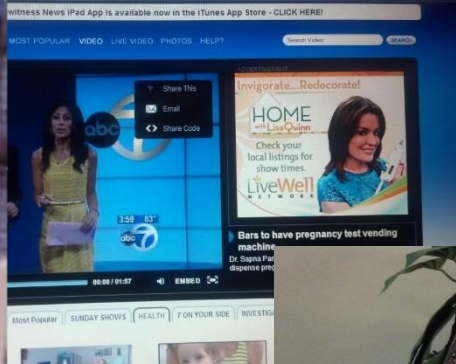 witness News iPad App is available now in the iTunes App Store - CLICK HERE!
MOST POPULAR VIDEO LIVE VIDEO PHOTOS HELP?
Search Video
SEARCH
Share This
Email
Share Code
abc
7
3:59 83°
abc 7
ADVERTISEMENT
Invigorate...Redecorate!
HOME
with Lisa Quinn
Check your
local listings for
show times.
LiveWell
NETWORK
Bars to have pregnancy test vending
machine
Dr. Sapna Par
dispense preg
00:00 / 01:57 EMBED
Most Popular SUNDAY SHOWS HEALTH 7 ON YOUR SIDE INVESTIG